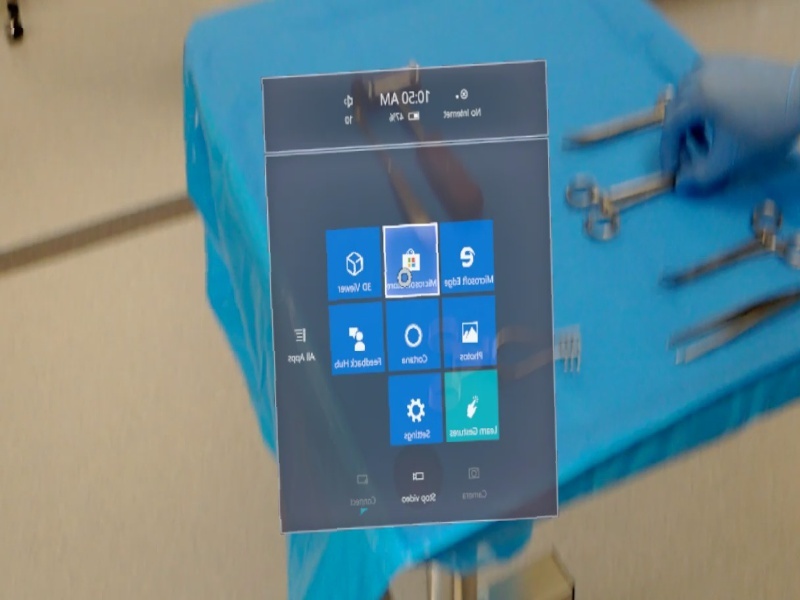 No Internet
10:50 AM
47%
10
Microsoft Edge
Microsoft Store
3D Viewer
Photos
Cortana
Feedback Hub
All Apps
Learn Gestures
Settings
Camera
Stop video
Connect